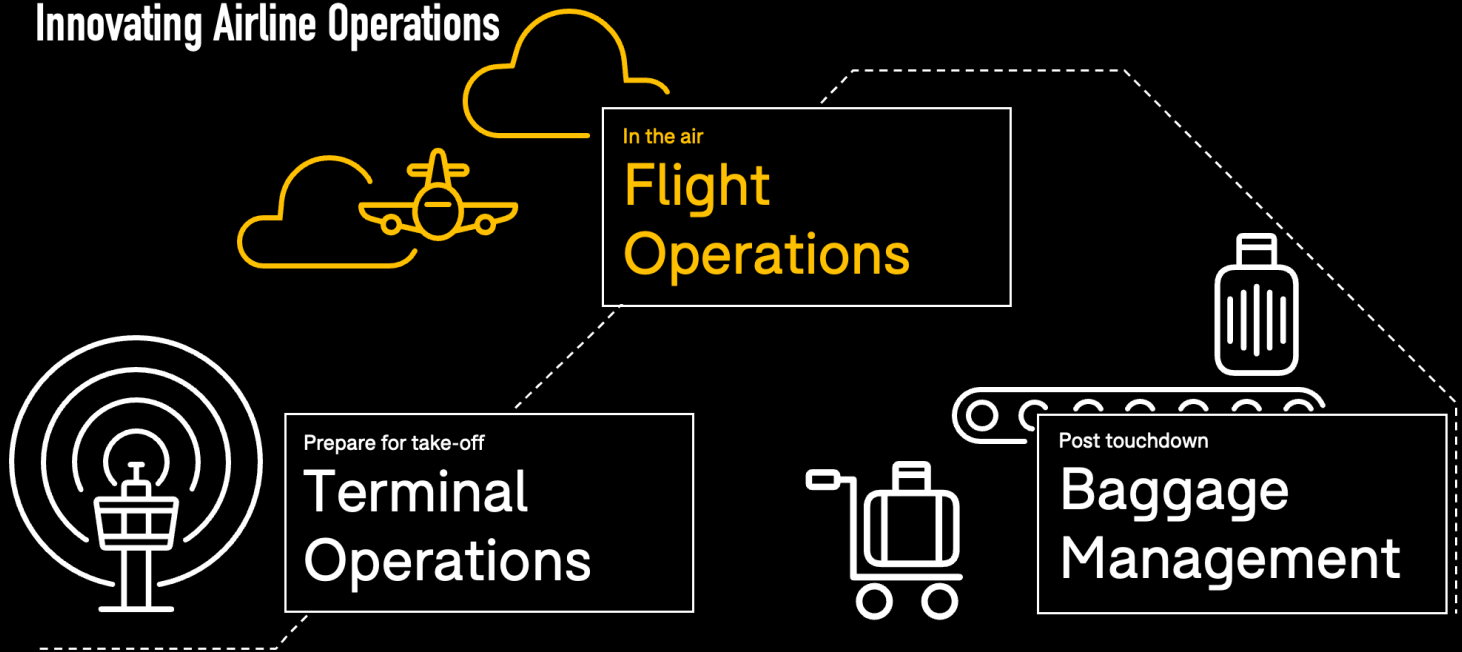 Innovating Airline Operations
In the air
Flight
Operations
Prepare for take-off
Terminal
Operations
Post touchdown
Baggage
Management